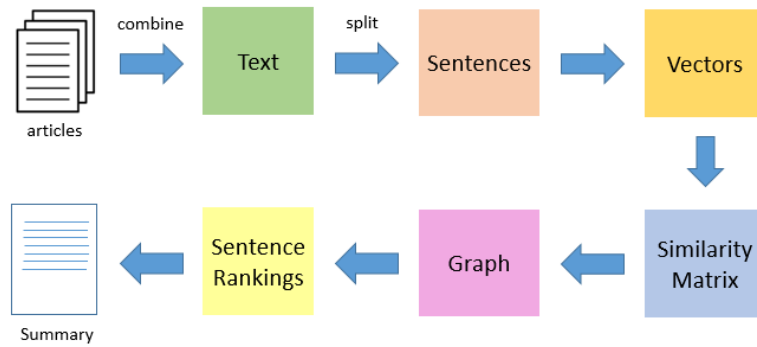 combine
split
Text
Sentences
Vectors
articles
Similarity
Matrix
Graph
Sentence
Rankings
Summary